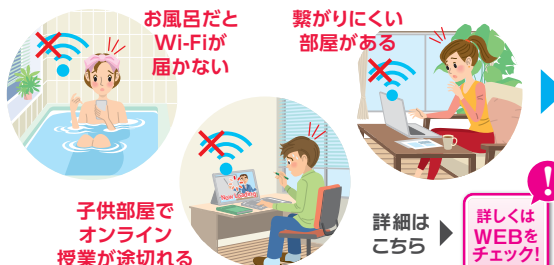 お風呂だと
Wi-Fiが
届かない
繋がりにくい
部屋がある
子供部屋で
オンライン
授業が途切れる
Now Loading
詳細は
こちら
詳しくは
WEBを
チェック!